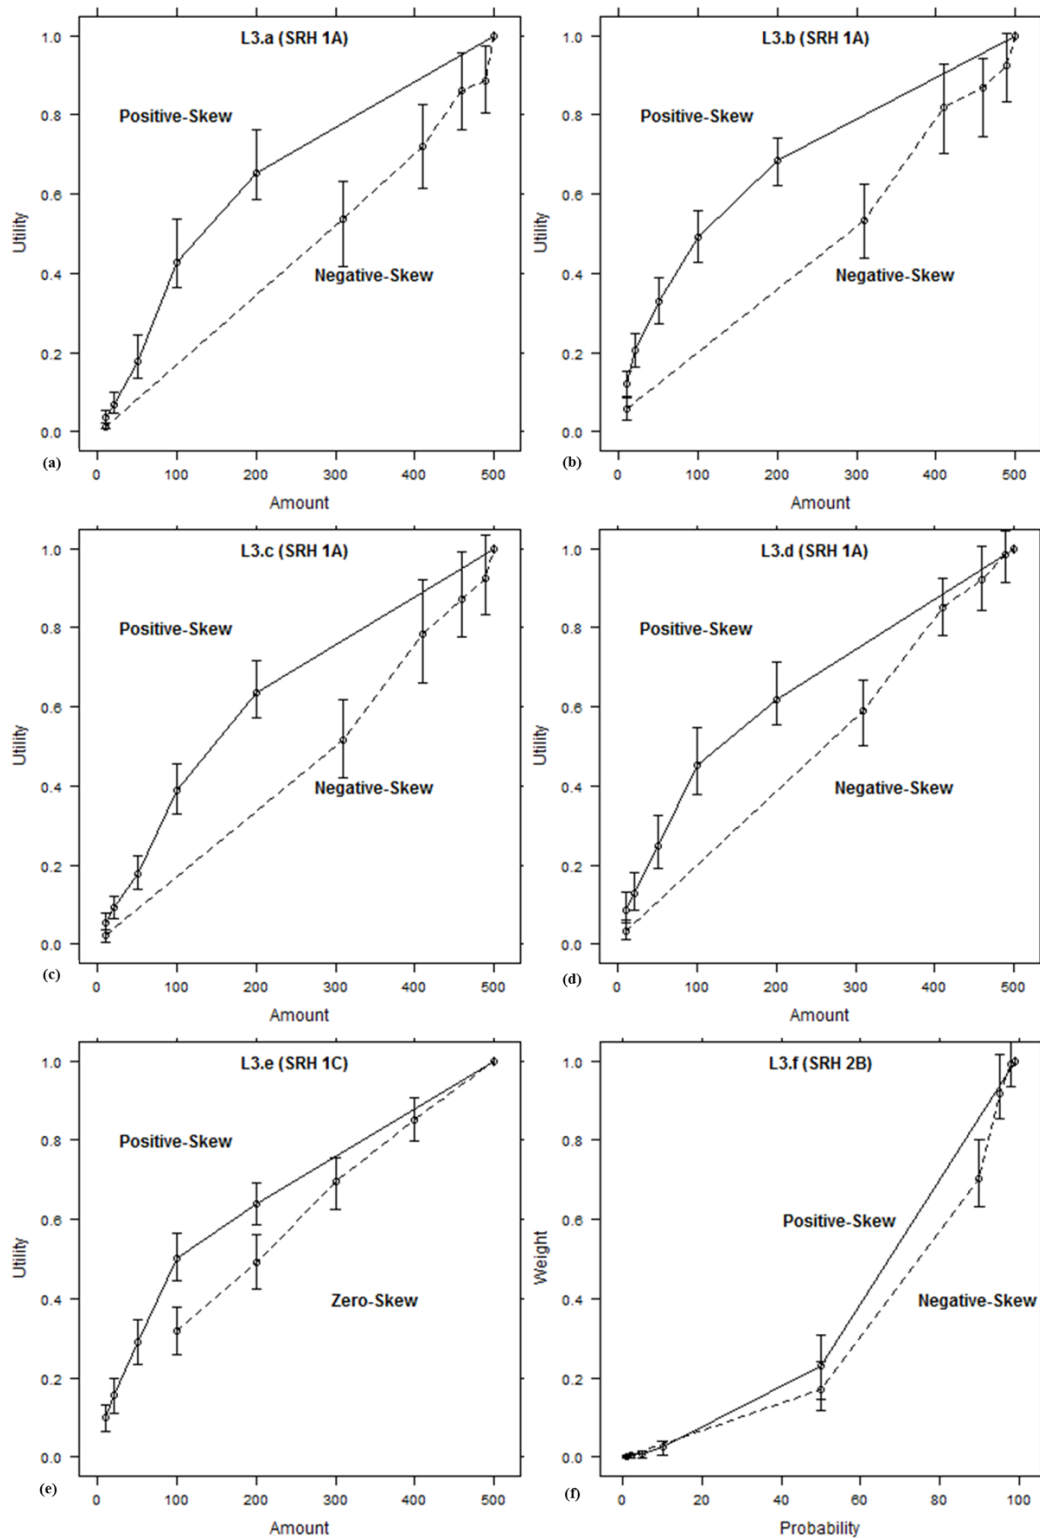 L3.a (SRH 1A)
1.0
Positive-Skew
0.8
0.6
Utility
0.4
Negative-Skew
0.2
0.0
(a)
0 100 200 300 400 500
Amount
L3.b (SRH 1A)
1.0
Positive-Skew
0.8
0.6
Utility
0.4
Negative-Skew
0.2
0.0
(b)
0 100 200 300 400 500
Amount
L3.c (SRH 1A)
1.0
Positive-Skew
0.8
0.6
Utility
0.4
Negative-Skew
0.2
0.0
(c)
0 100 200 300 400 500
Amount
L3.d (SRH 1A)
1.0
Positive-Skew
0.8
0.6
Utility
0.4
Negative-Skew
0.2
0.0
(d)
0 100 200 300 400 500
Amount
L3.e (SRH 1C)
1.0
Positive-Skew
0.8
0.6
Utility
0.4
Zero-Skew
0.2
0.0
(e)
0 100 200 300 400 500
Amount
L3.f (SRH 2B)
1.0
0.8
Positive-Skew
0.6
Weight
0.4
Negative-Skew
0.2
0.0
(f)
0 20 40 60 80 100
Probability